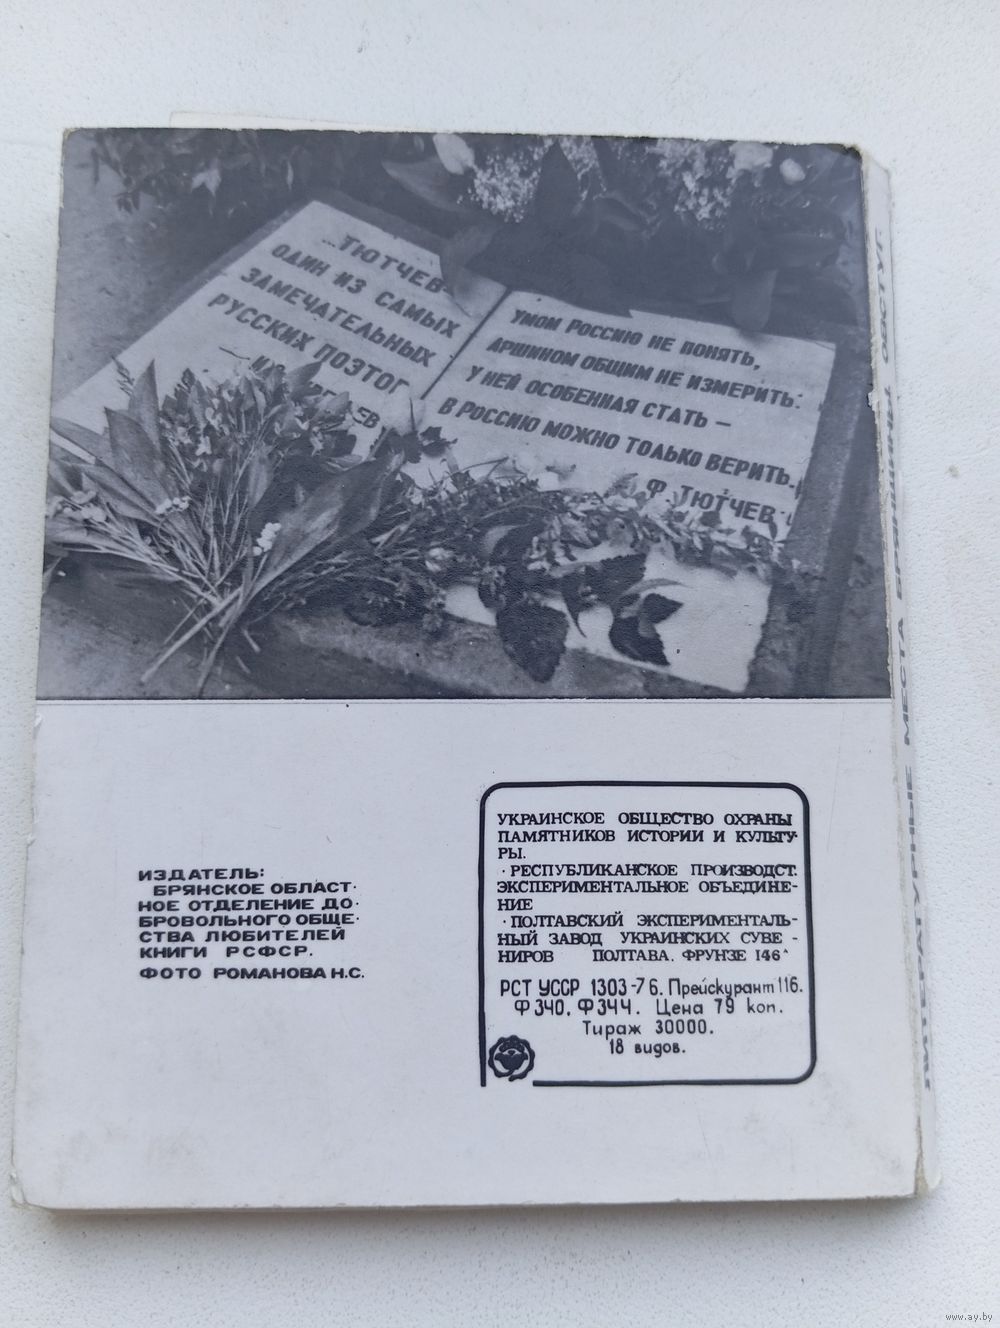 ...ТЮТЧЕВ-
ОДИН ИЗ САМЫХ
ЗАМЕЧАТЕЛЬНЫХ
РУССКИХ ПОЭТОВ
УМОМ РОССИЮ НЕ ПОНЯТЬ,
АРШИНОМ ОБЩИМ НЕ ИЗМЕРИТЬ:
У НЕЙ ОСОБЕННАЯ СТАТЬ —
В РОССИЮ МОЖНО ТОЛЬКО ВЕРИТЬ.
Ф. ТЮТЧЕВ
ИЗДАТЕЛЬ:
БРЯНСКОЕ ОБЛАСТ-
НОЕ ОТДЕЛЕНИЕ ДО-
БРОВОЛЬНОГО ОБЩЕ-
СТВА ЛЮБИТЕЛЕЙ
КНИГИ РСФСР.
ФОТО РОМАНОВА Н.С.
УКРАИНСКОЕ ОБЩЕСТВО ОХРАНЫ
ПАМЯТНИКОВ ИСТОРИИ И КУЛЬТУ-
РЫ.
· РЕСПУБЛИКАНСКОЕ ПРОИЗВОДСТ.
ЭКСПЕРИМЕНТАЛЬНОЕ ОБЪЕДИНЕ-
НИЕ
· ПОЛТАВСКИЙ ЭКСПЕРИМЕНТАЛЬ-
НЫЙ ЗАВОД УКРАИНСКИХ СУВЕ-
НИРОВ ПОЛТАВА, ФРУНЗЕ 146^А
РСТ УССР 1303-76. Прейскурант 116.
Ф340, Ф344. Цена 79 коп.
Тираж 30000.
18 видов.
ЛИТЕРАТУРНЫЕ МЕСТА БРЯНЩИНЫ. ОВСТУГ.
www.ay.by